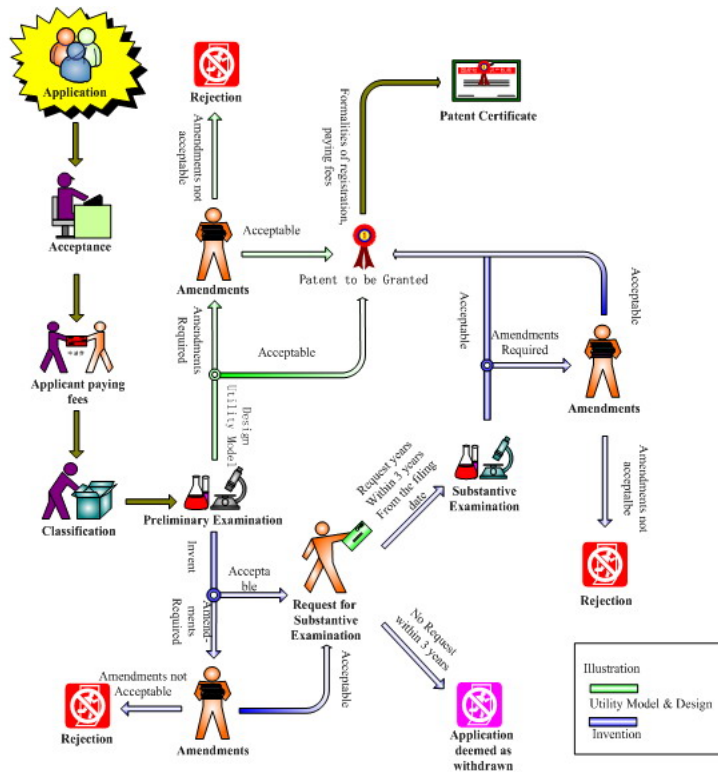 Application
Acceptance
Applicant paying
fees
Classification
Rejection
Amendments not
acceptable
Amendments
Acceptable
Amendments
Required
Acceptable
Design
Utility Model
Preliminary Examination
Invent
Accepta
ble
Amend-
ments
Required
Amendments not
Acceptable
Rejection
Amendments
Acceptable
Request for
Substantive
Examination
Request years
Within 3 years
From the filing
date
No Request
within 3 years
Application
deemed as
withdrawn
Substantive
Examination
Acceptable
Amendments
Required
Amendments
Acceptable
Amendments not
acceptalbe
Rejection
Patent to be Granted
Formalities of registration,
paying fees
Patent Certificate
Illustration
Utility Model & Design
Invention